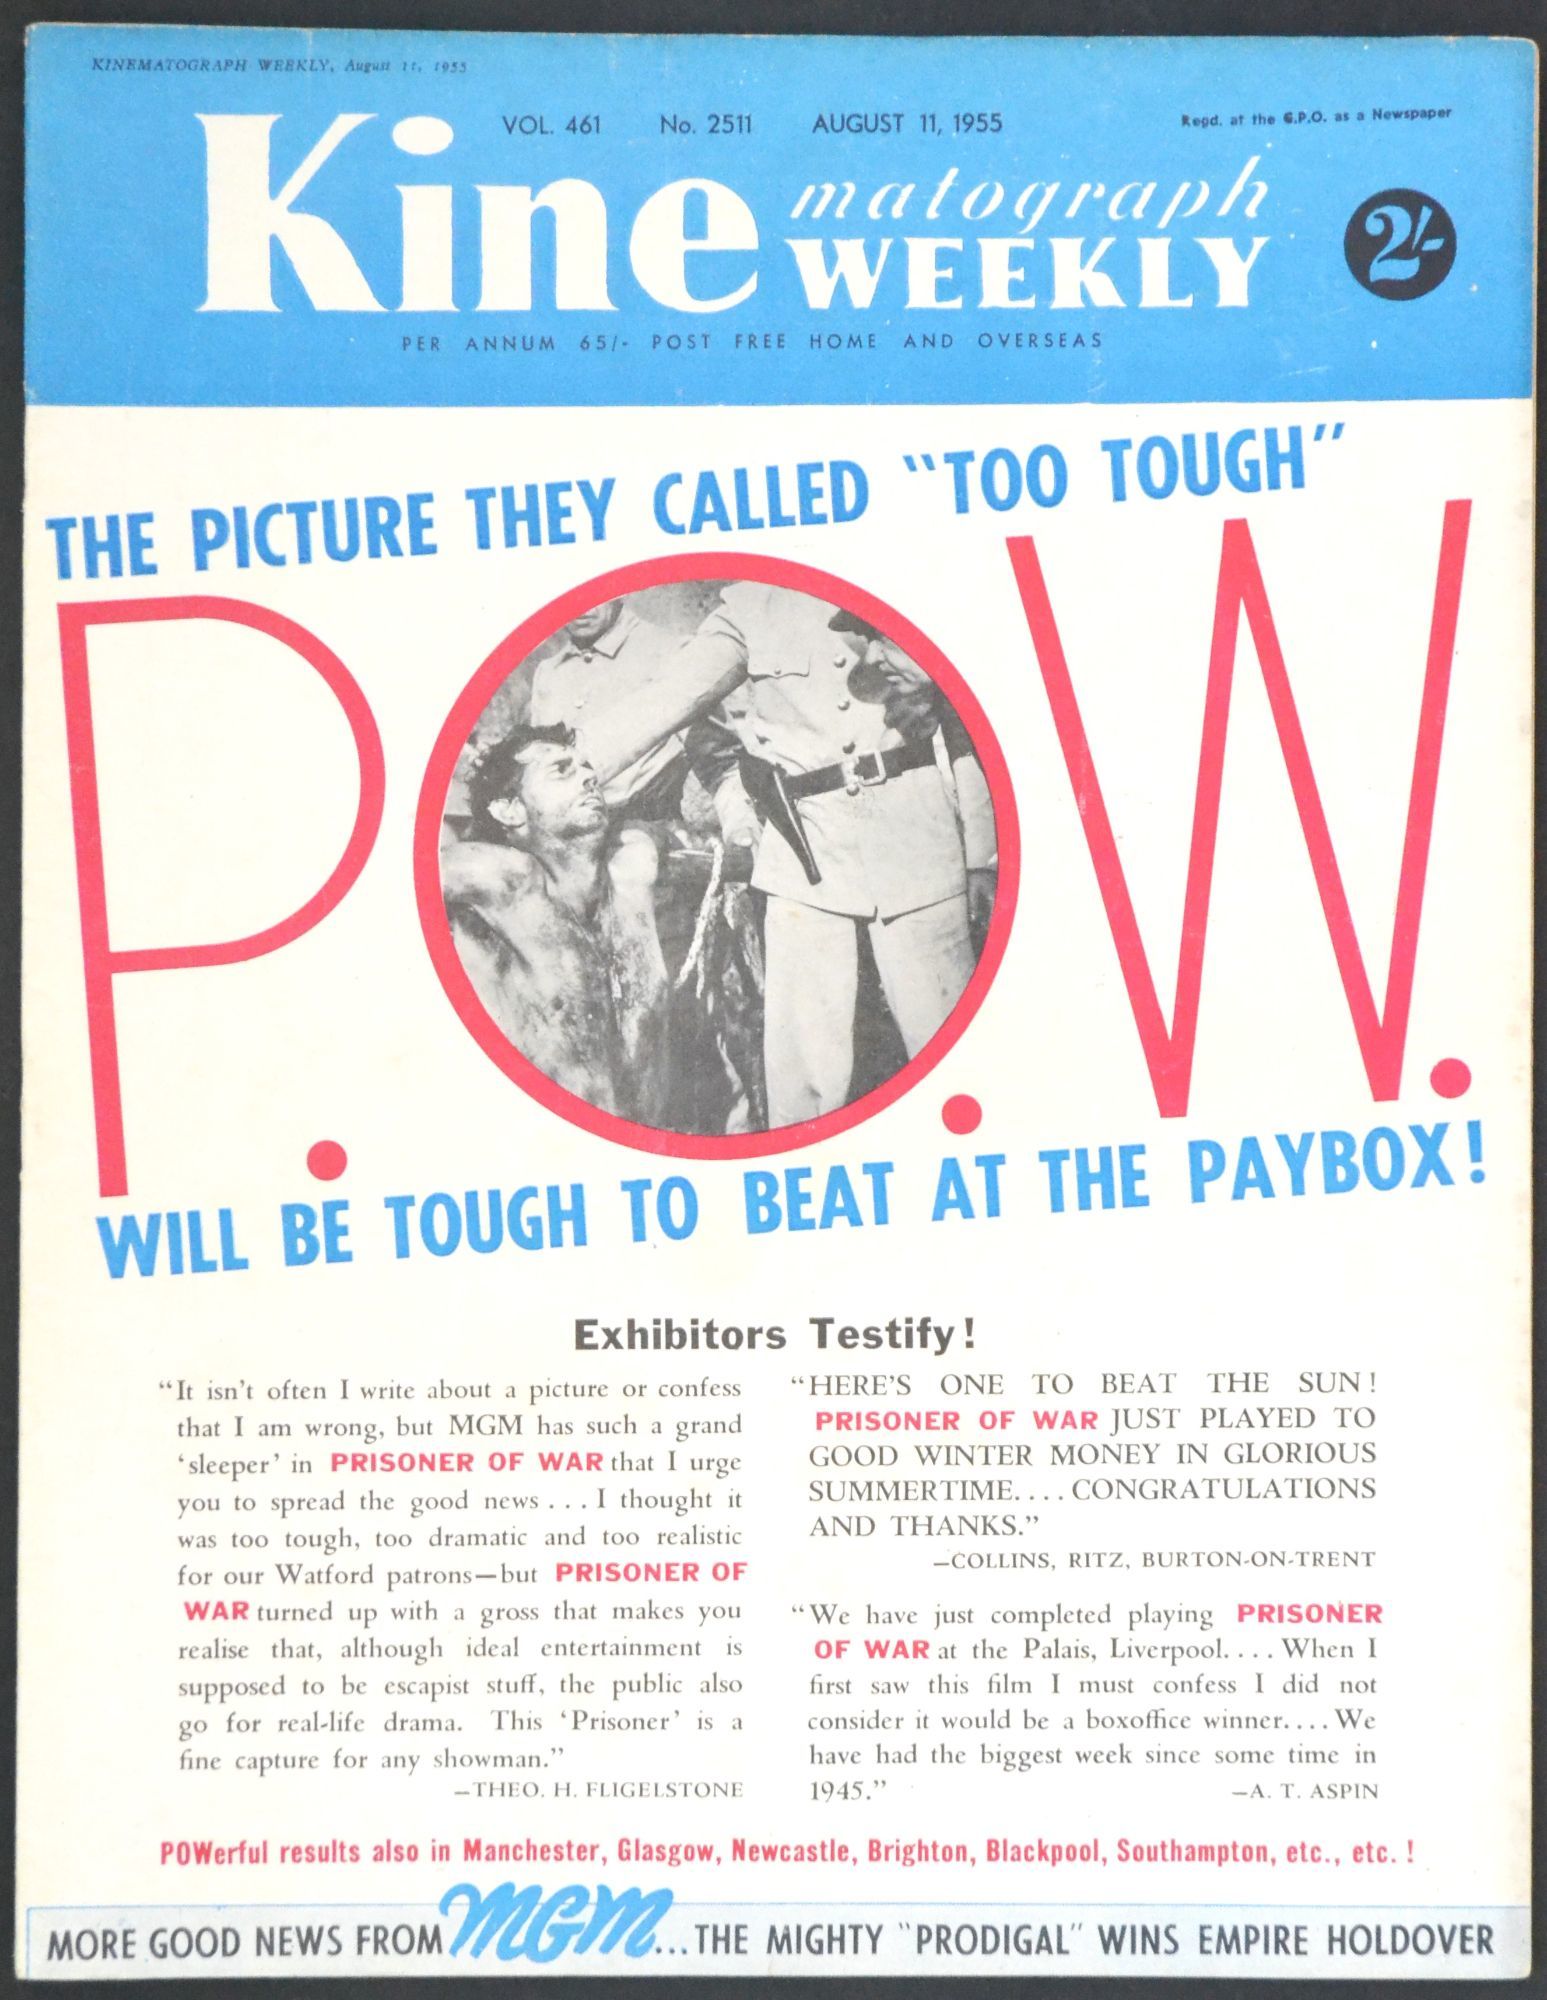 KINEMATOGRAPH WEEKLY, August 11, 1955
VOL. 461 No. 2511 AUGUST 11, 1955
Regd. at the G.P.O. as a Newspaper
Kinematograph
WEEKLY
2/-
PER ANNUM 65/- POST FREE HOME AND OVERSEAS
THE PICTURE THEY CALLED "TOO TOUGH"
P.O.W.
WILL BE TOUGH TO BEAT AT THE PAYBOX!
Exhibitors Testify!
"It isn't often I write about a picture or confess
that I am wrong, but MGM has such a grand
'sleeper' in PRISONER OF WAR that I urge
you to spread the good news . . . I thought it
was too tough, too dramatic and too realistic
for our Watford patrons—but PRISONER OF
WAR turned up with a gross that makes you
realise that, although ideal entertainment is
supposed to be escapist stuff, the public also
go for real-life drama. This 'Prisoner' is a
fine capture for any showman."
—THEO. H. FLIGELSTONE
"HERE'S ONE TO BEAT THE SUN!
PRISONER OF WAR JUST PLAYED TO
GOOD WINTER MONEY IN GLORIOUS
SUMMERTIME. . . . CONGRATULATIONS
AND THANKS."
—COLLINS, RITZ, BURTON-ON-TRENT
"We have just completed playing PRISONER
OF WAR at the Palais, Liverpool. . . . When I
first saw this film I must confess I did not
consider it would be a boxoffice winner. . . . We
have had the biggest week since some time in
1945." —A. T. ASPIN
POWerful results also in Manchester, Glasgow, Newcastle, Brighton, Blackpool, Southampton, etc., etc. !
MORE GOOD NEWS FROM MGM...THE MIGHTY "PRODIGAL" WINS EMPIRE HOLDOVER